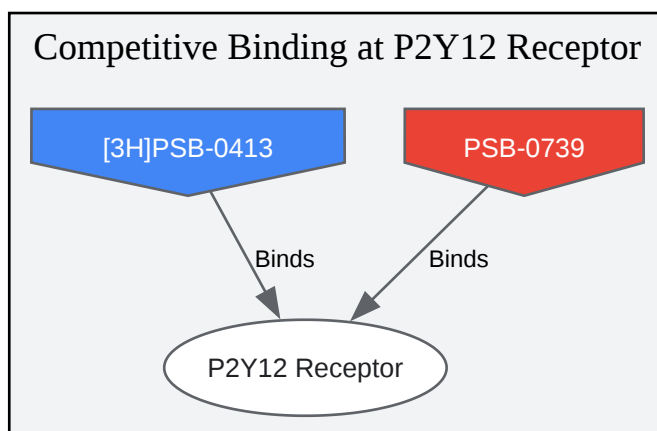 Competitive Binding at P2Y12 Receptor
[3H]PSB-0413
PSB-0739
Binds
Binds
P2Y12 Receptor